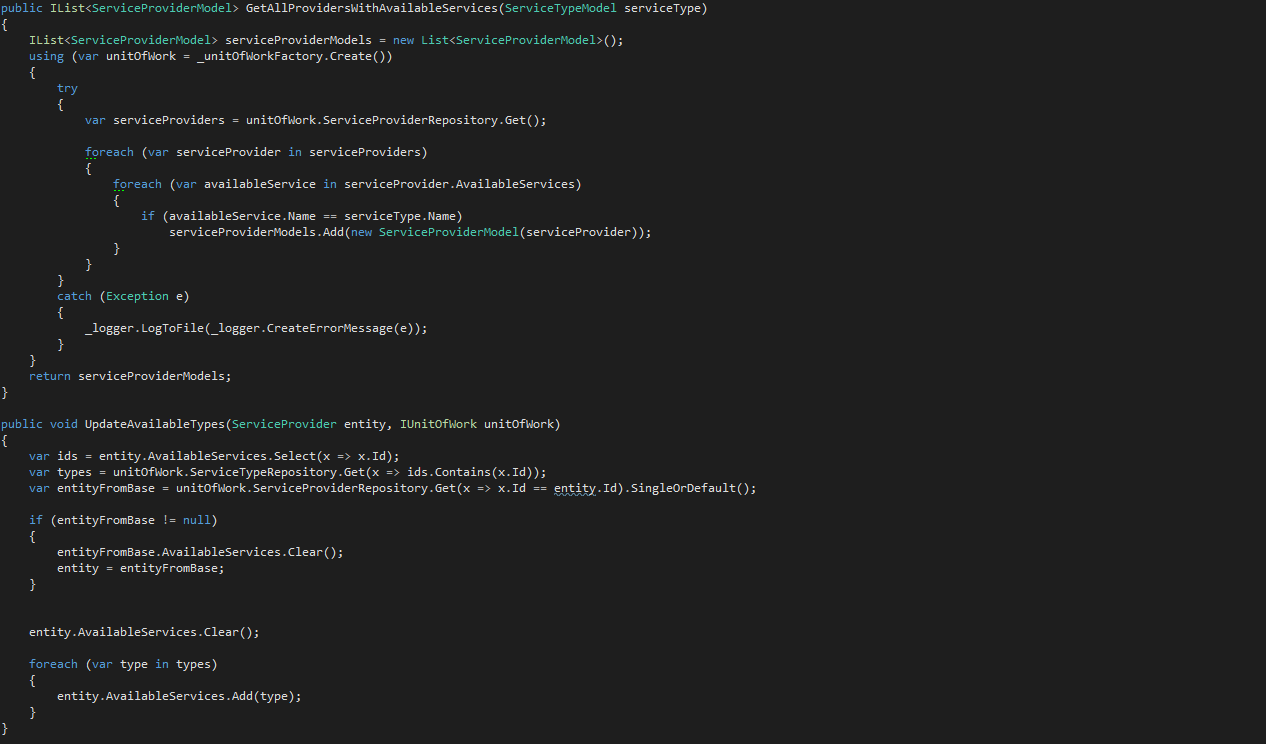 public IList<ServiceProviderModel> GetAllProvidersWithAvailableServices(ServiceTypeModel serviceType)
{
    IList<ServiceProviderModel> serviceProviderModels = new List<ServiceProviderModel>();
    using (var unitOfWork = _unitOfWorkFactory.Create())
    {
        try
        {
            var serviceProviders = unitOfWork.ServiceProviderRepository.Get();

            foreach (var serviceProvider in serviceProviders)
            {
                foreach (var availableService in serviceProvider.AvailableServices)
                {
                    if (availableService.Name == serviceType.Name)
                        serviceProviderModels.Add(new ServiceProviderModel(serviceProvider));
                }
            }
        }
        catch (Exception e)
        {
            _logger.LogToFile(_logger.CreateErrorMessage(e));
        }
    }
    return serviceProviderModels;
}

public void UpdateAvailableTypes(ServiceProvider entity, IUnitOfWork unitOfWork)
{
    var ids = entity.AvailableServices.Select(x => x.Id);
    var types = unitOfWork.ServiceTypeRepository.Get(x => ids.Contains(x.Id));
    var entityFromBase = unitOfWork.ServiceProviderRepository.Get(x => x.Id == entity.Id).SingleOrDefault();

    if (entityFromBase != null)
    {
        entityFromBase.AvailableServices.Clear();
        entity = entityFromBase;
    }


    entity.AvailableServices.Clear();

    foreach (var type in types)
    {
        entity.AvailableServices.Add(type);
    }
}